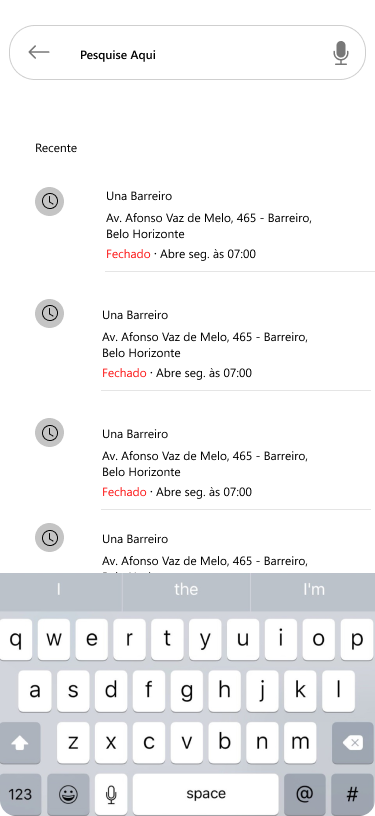 Pesquise Aqui
Recente
Una Barreiro
Av. Afonso Vaz de Melo, 465 - Barreiro,
Belo Horizonte
Fechado · Abre seg. às 07:00
Una Barreiro
Av. Afonso Vaz de Melo, 465 - Barreiro,
Belo Horizonte
Fechado · Abre seg. às 07:00
Una Barreiro
Av. Afonso Vaz de Melo, 465 - Barreiro,
Belo Horizonte
Fechado · Abre seg. às 07:00
Una Barreiro
Av. Afonso Vaz de Melo, 465 - Barreiro,
I the I'm
q w e r t y u i o p
a s d f g h j k l
z x c v b n m
123 space @ #